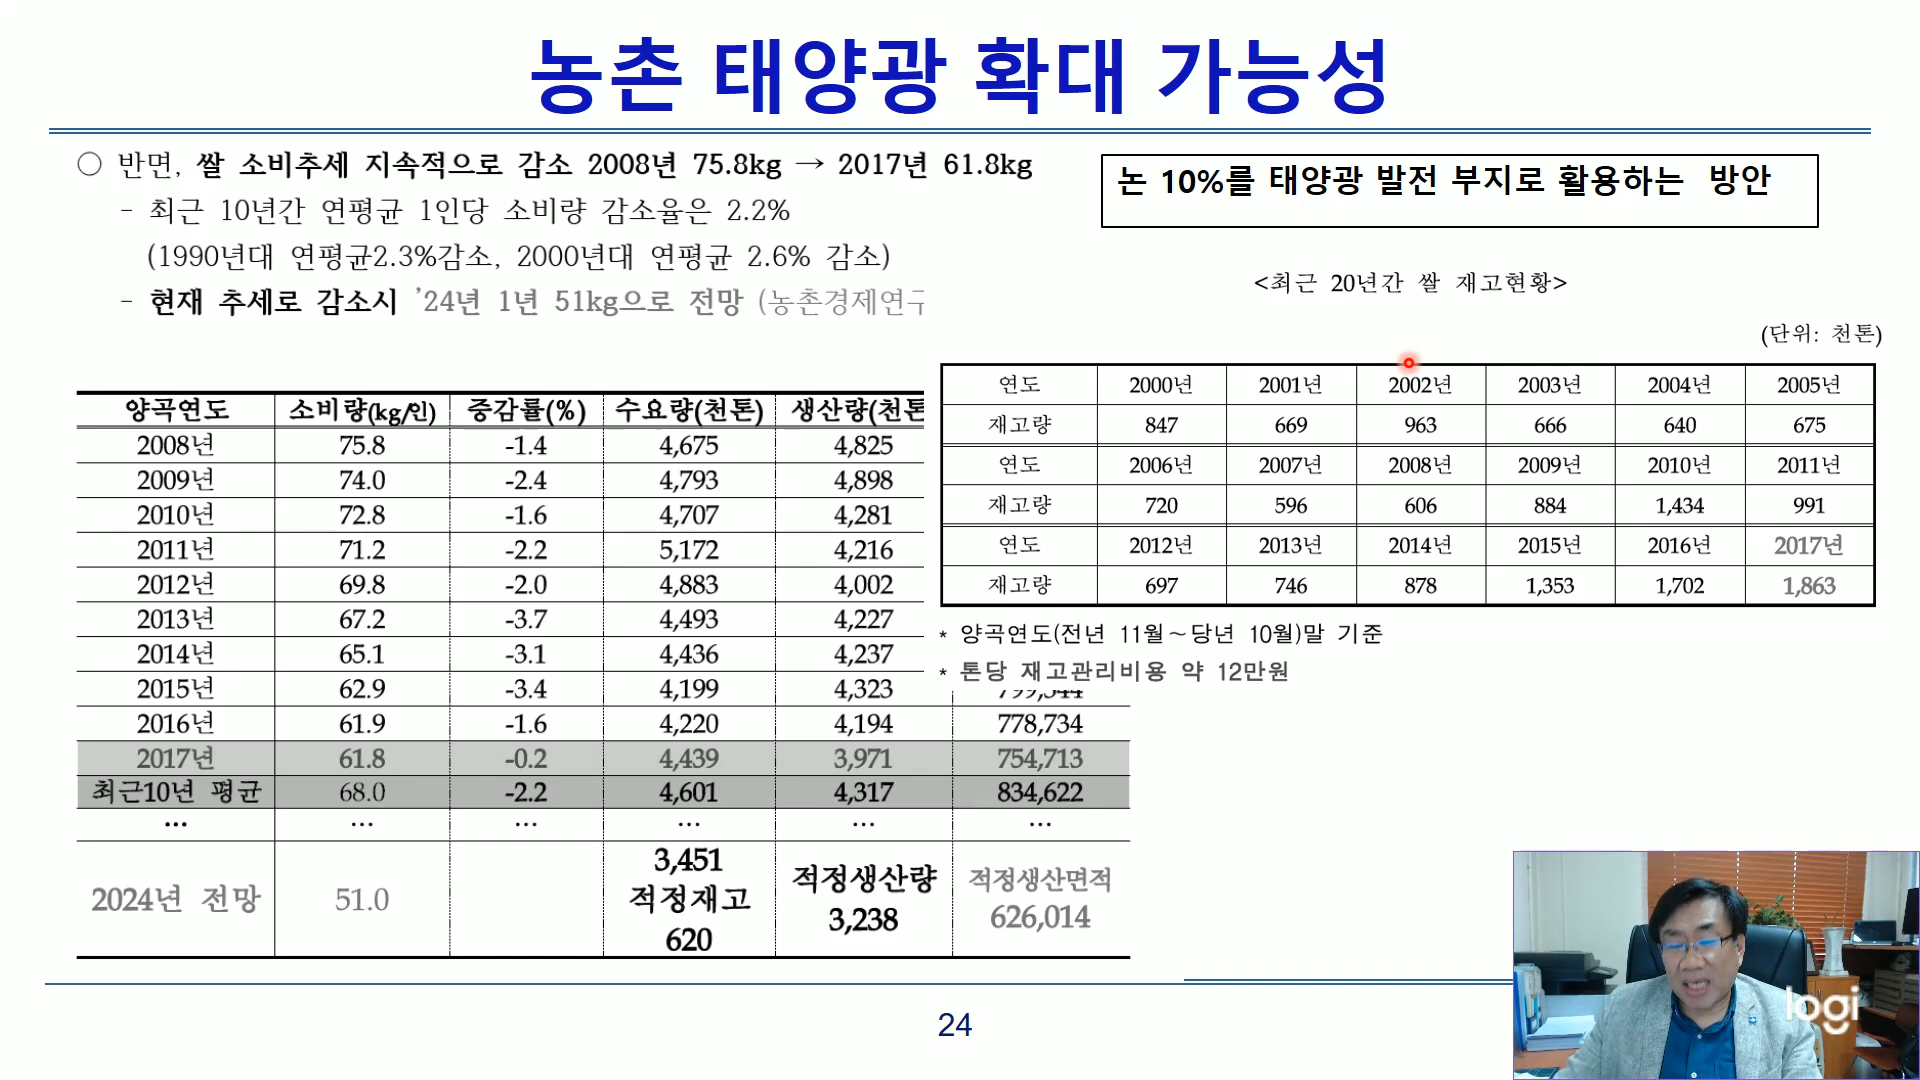 농촌 태양광 확대 가능성
○ 반면, 쌀 소비추세 지속적으로 감소 2008년 75.8kg → 2017년 61.8kg
- 최근 10년간 연평균 1인당 소비량 감소율은 2.2%
(1990년대 연평균2.3%감소, 2000년대 연평균 2.6% 감소)
- 현재 추세로 감소시 '24년 1년 51kg으로 전망 (농촌경제연구
양곡연도 소비량(kg/인) 증감률(%) 수요량(천톤) 생산량(천톤
2008년 75.8 -1.4 4,675 4,825
2009년 74.0 -2.4 4,793 4,898
2010년 72.8 -1.6 4,707 4,281
2011년 71.2 -2.2 5,172 4,216
2012년 69.8 -2.0 4,883 4,002
2013년 67.2 -3.7 4,493 4,227
2014년 65.1 -3.1 4,436 4,237
2015년 62.9 -3.4 4,199 4,323
2016년 61.9 -1.6 4,220 4,194 778,734
2017년 61.8 -0.2 4,439 3,971 754,713
최근10년 평균 68.0 -2.2 4,601 4,317 834,622
… … … … … …
2024년 전망 51.0 3,451 적정재고 620 적정생산량 3,238 적정생산면적 626,014
논 10%를 태양광 발전 부지로 활용하는 방안
<최근 20년간 쌀 재고현황>
(단위: 천톤)
연도 2000년 2001년 2002년 2003년 2004년 2005년
재고량 847 669 963 666 640 675
연도 2006년 2007년 2008년 2009년 2010년 2011년
재고량 720 596 606 884 1,434 991
연도 2012년 2013년 2014년 2015년 2016년 2017년
재고량 697 746 878 1,353 1,702 1,863
* 양곡연도(전년 11월～당년 10월)말 기준
* 톤당 재고관리비용 약 12만원
24
logi